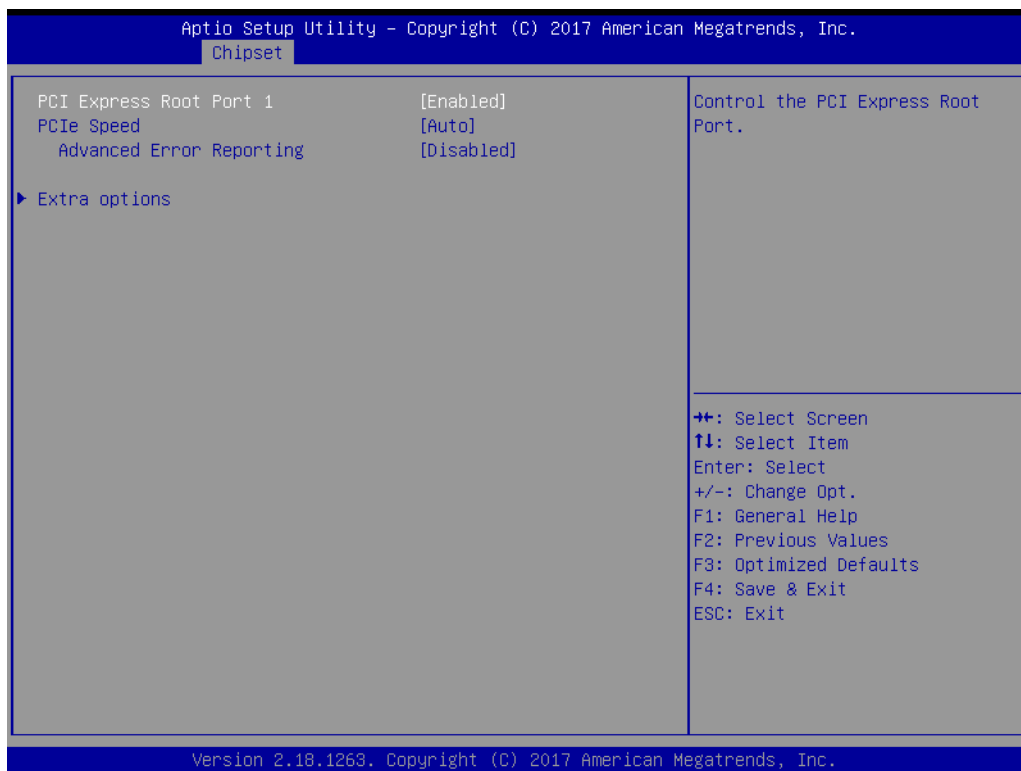 Aptio Setup Utility – Copyright (C) 2017 American Megatrends, Inc.
Chipset
PCI Express Root Port 1 [Enabled]
PCIe Speed [Auto]
Advanced Error Reporting [Disabled]
▶ Extra options
Control the PCI Express Root
Port.
→←: Select Screen
↑↓: Select Item
Enter: Select
+/-: Change Opt.
F1: General Help
F2: Previous Values
F3: Optimized Defaults
F4: Save & Exit
ESC: Exit
Version 2.18.1263. Copyright (C) 2017 American Megatrends, Inc.